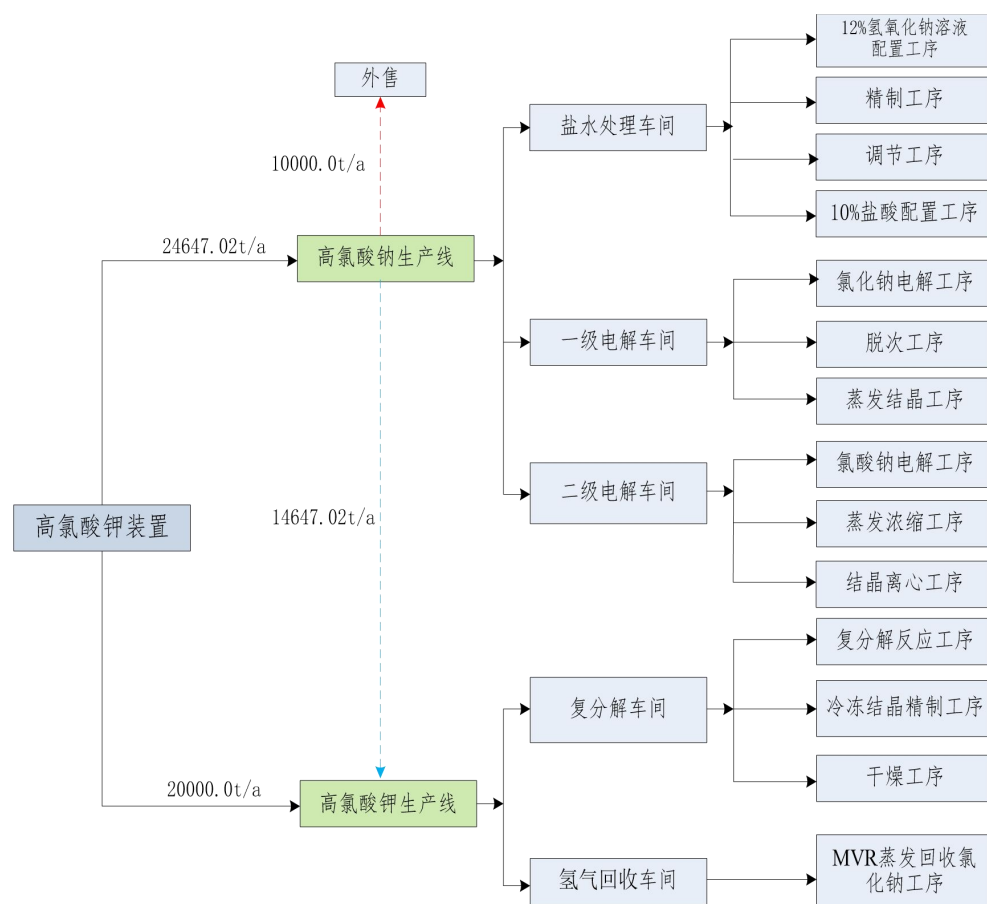 12%氢氧化钠溶液
配置工序
外售
精制工序
盐水处理车间
10000.0t/a
调节工序
10%盐酸配置工序
24647.02t/a
高氯酸钠生产线
氯化钠电解工序
一级电解车间
脱次工序
蒸发结晶工序
氯酸钠电解工序
二级电解车间
14647.02t/a
高氯酸钾装置
蒸发浓缩工序
结晶离心工序
复分解反应工序
复分解车间
冷冻结晶精制工序
20000.0t/a
高氯酸钾生产线
干燥工序
氢气回收车间
MVR蒸发回收氯
化钠工序